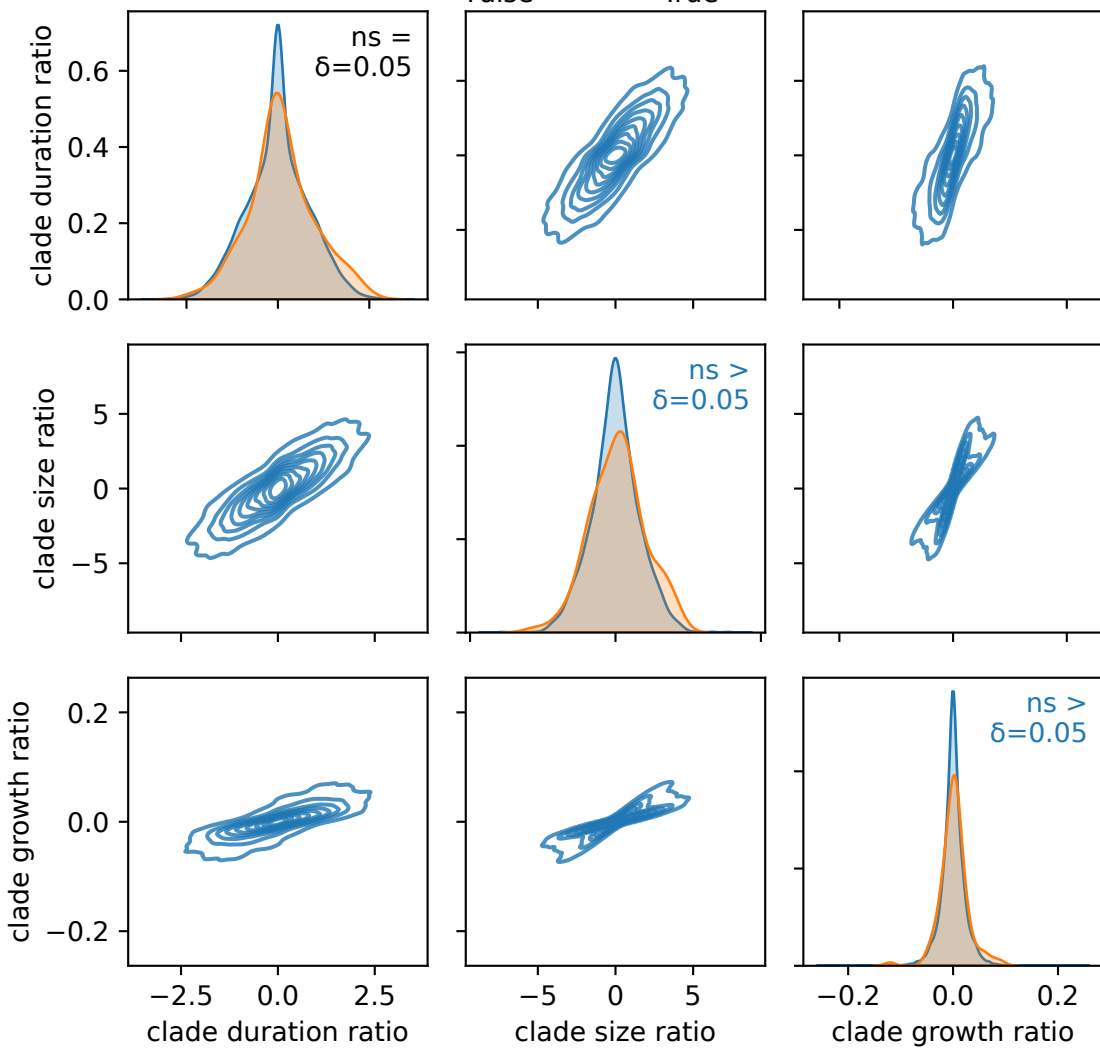 True
clade duration ratio
0.6
0.4
0.2
0.0
ns =
δ=0.05
clade size ratio
5
0
−5
ns >
δ=0.05
clade growth ratio
0.2
0.0
−0.2
ns >
δ=0.05
−2.5 0.0 2.5
−5 0 5
−0.2 0.0 0.2
clade duration ratio
clade size ratio
clade growth ratio